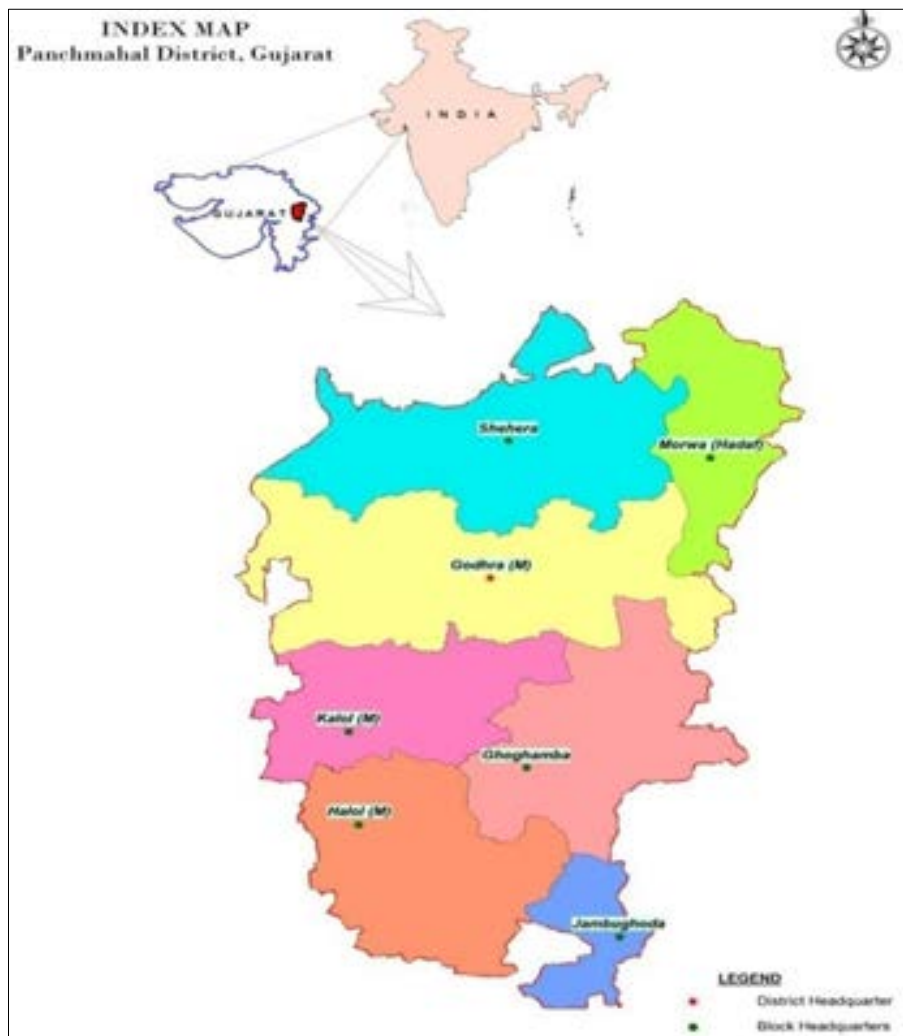 INDEX MAP
Panchmahal District, Gujarat
INDIA
GUJARAT
Shehera
Morwa (Hadaf)
Godhra (M)
Kalol (M)
Ghoghamba
Halol (M)
Jambughoda
LEGEND
District Headquarter
Block Headquarters